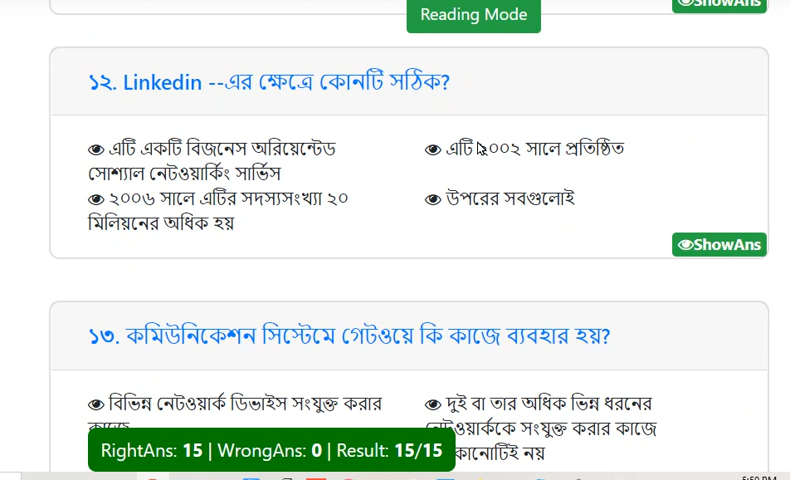 ShowAns
Reading Mode
১২. Linkedin --এর ক্ষেত্রে কোনটি সঠিক?
এটি একটি বিজনেস অরিয়েন্টেড সোশ্যাল নেটওয়ার্কিং সার্ভিস
এটি ২০০২ সালে প্রতিষ্ঠিত
২০০৬ সালে এটির সদস্যসংখ্যা ২০ মিলিয়নের অধিক হয়
উপরের সবগুলোই
ShowAns
১৩. কমিউনিকেশন সিস্টেমে গেটওয়ে কি কাজে ব্যবহার হয়?
বিভিন্ন নেটওয়ার্ক ডিভাইস সংযুক্ত করার কাজে
দুই বা তার অধিক ভিন্ন ধরনের নেটওয়ার্ককে সংযুক্ত করার কাজে
কোনোটিই নয়
RightAns: 15 | WrongAns: 0 | Result: 15/15